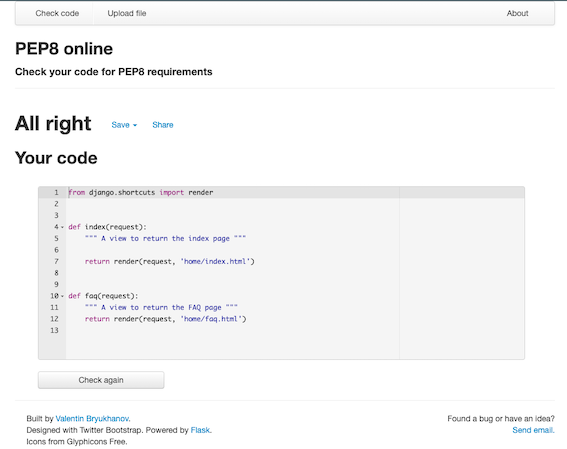 Check code Upload file About
PEP8 online
Check your code for PEP8 requirements
All right Save Share
Your code
1 from django.shortcuts import render
2
3
4 def index(request):
5     """ A view to return the index page """
6
7     return render(request, 'home/index.html')
8
9
10 def faq(request):
11     """ A view to return the FAQ page """
12     return render(request, 'home/faq.html')
13
Check again
Built by Valentin Bryukhanov. Found a bug or have an idea?
Designed with Twitter Bootstrap. Powered by Flask. Send email.
Icons from Glyphicons Free.